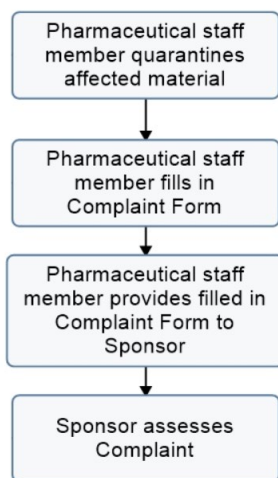 Pharmaceutical staff
member quarantines
affected material
Pharmaceutical staff
member fills in
Complaint Form
Pharmaceutical staff
member provides filled in
Complaint Form to
Sponsor
Sponsor assesses
Complaint